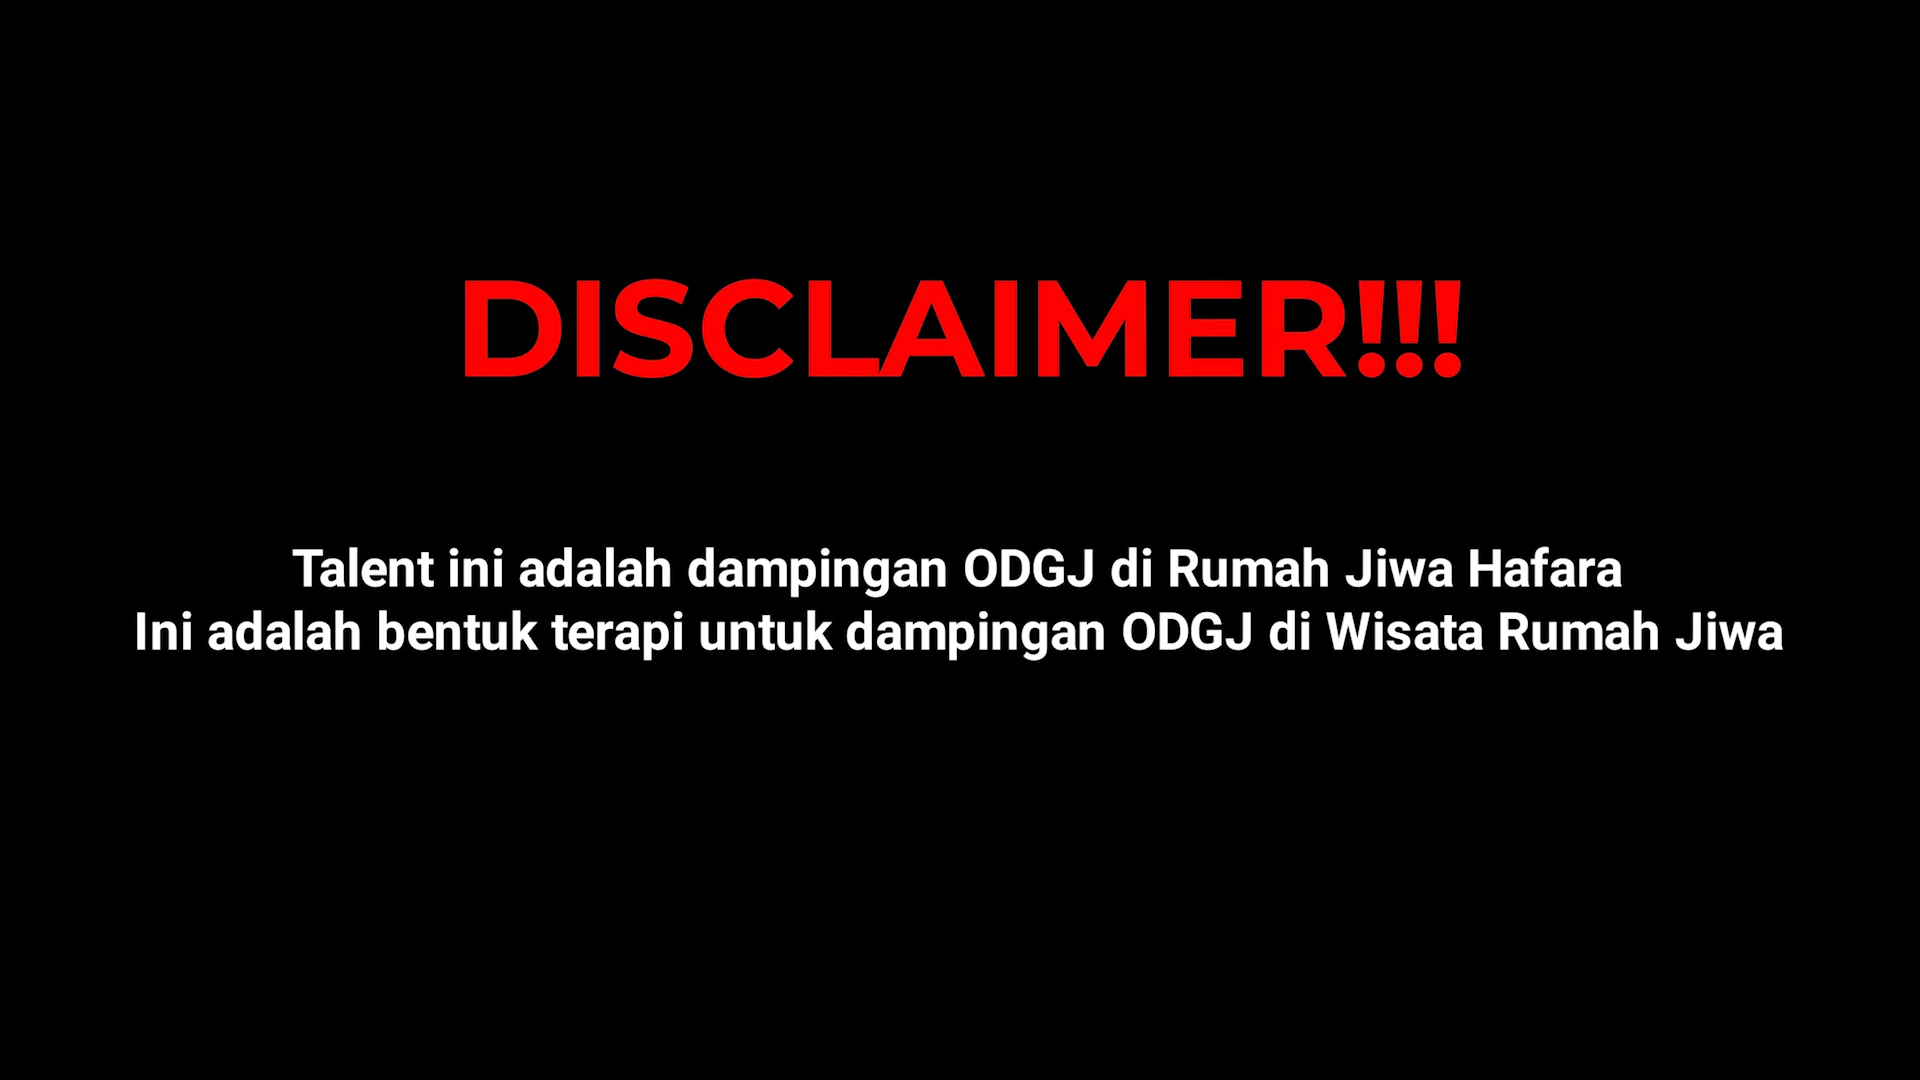 DISCLAIMER!!!
Talent ini adalah dampingan ODGJ di Rumah Jiwa Hafara
Ini adalah bentuk terapi untuk dampingan ODGJ di Wisata Rumah Jiwa